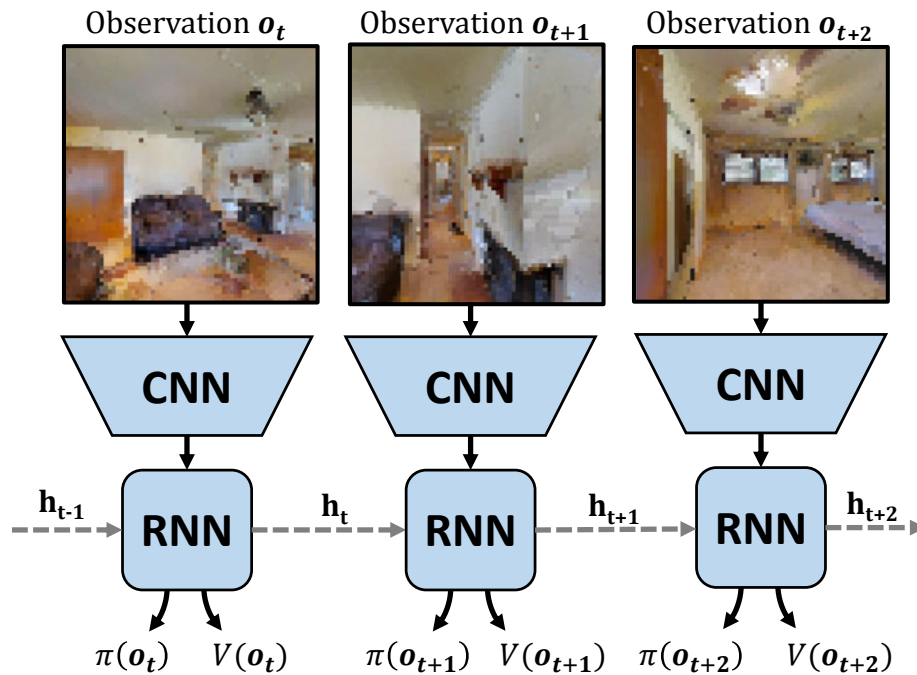 Observation o_t Observation o_{t+1} Observation o_{t+2}
CNN CNN CNN
h_{t-1} h_t h_{t+1} h_{t+2}
RNN RNN RNN
π(o_t) V(o_t) π(o_{t+1}) V(o_{t+1}) π(o_{t+2}) V(o_{t+2})